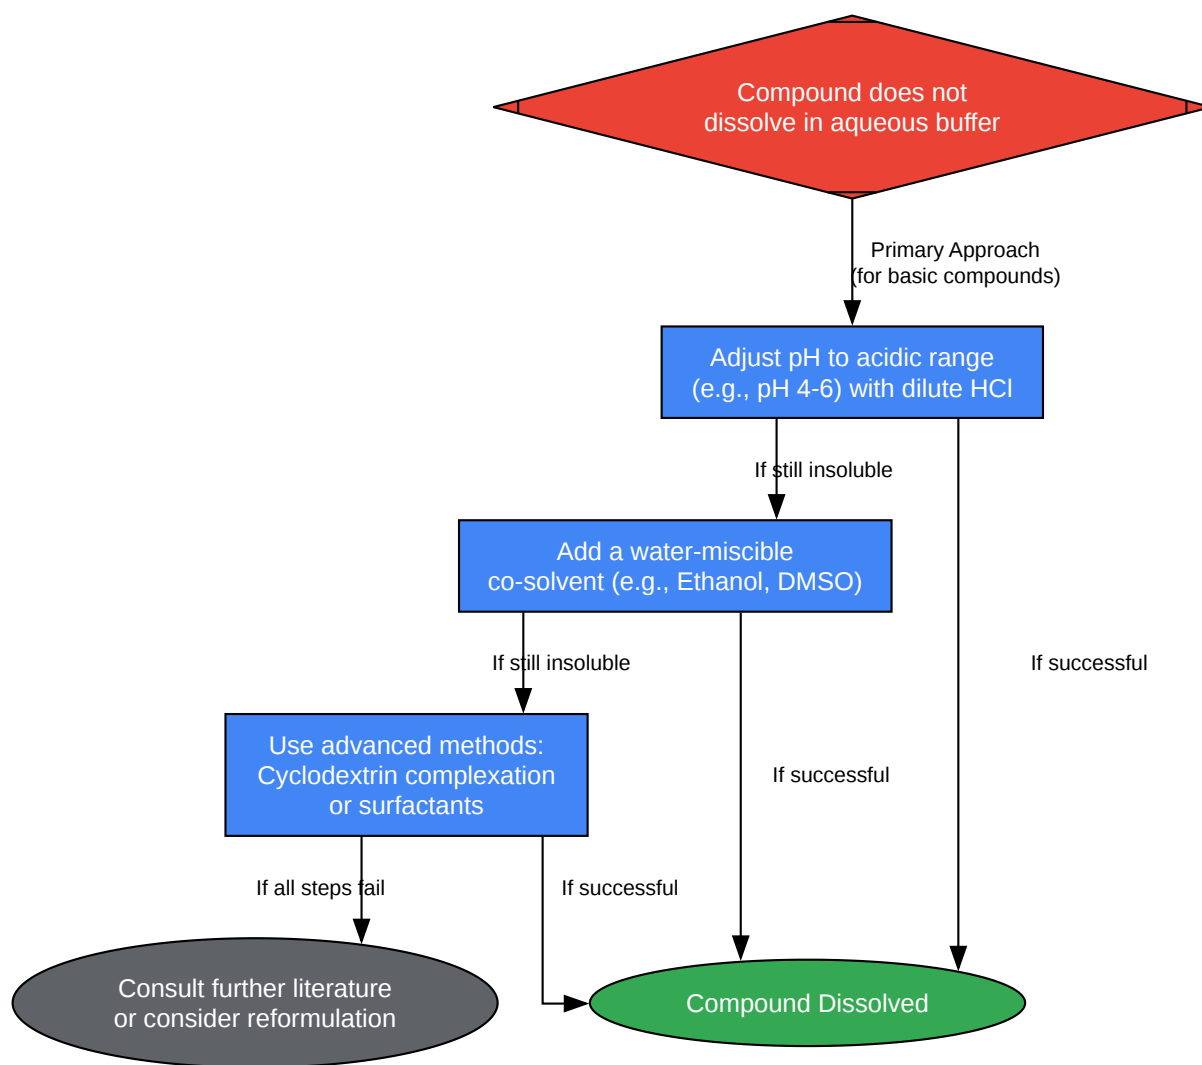 Compound does not
dissolve in aqueous buffer
Primary Approach
(for basic compounds)
Adjust pH to acidic range
(e.g., pH 4-6) with dilute HCl
If still insoluble
Add a water-miscible
co-solvent (e.g., Ethanol, DMSO)
If still insoluble
If successful
Use advanced methods:
Cyclodextrin complexation
or surfactants
If successful
If all steps fail
If successful
Consult further literature
or consider reformulation
Compound Dissolved